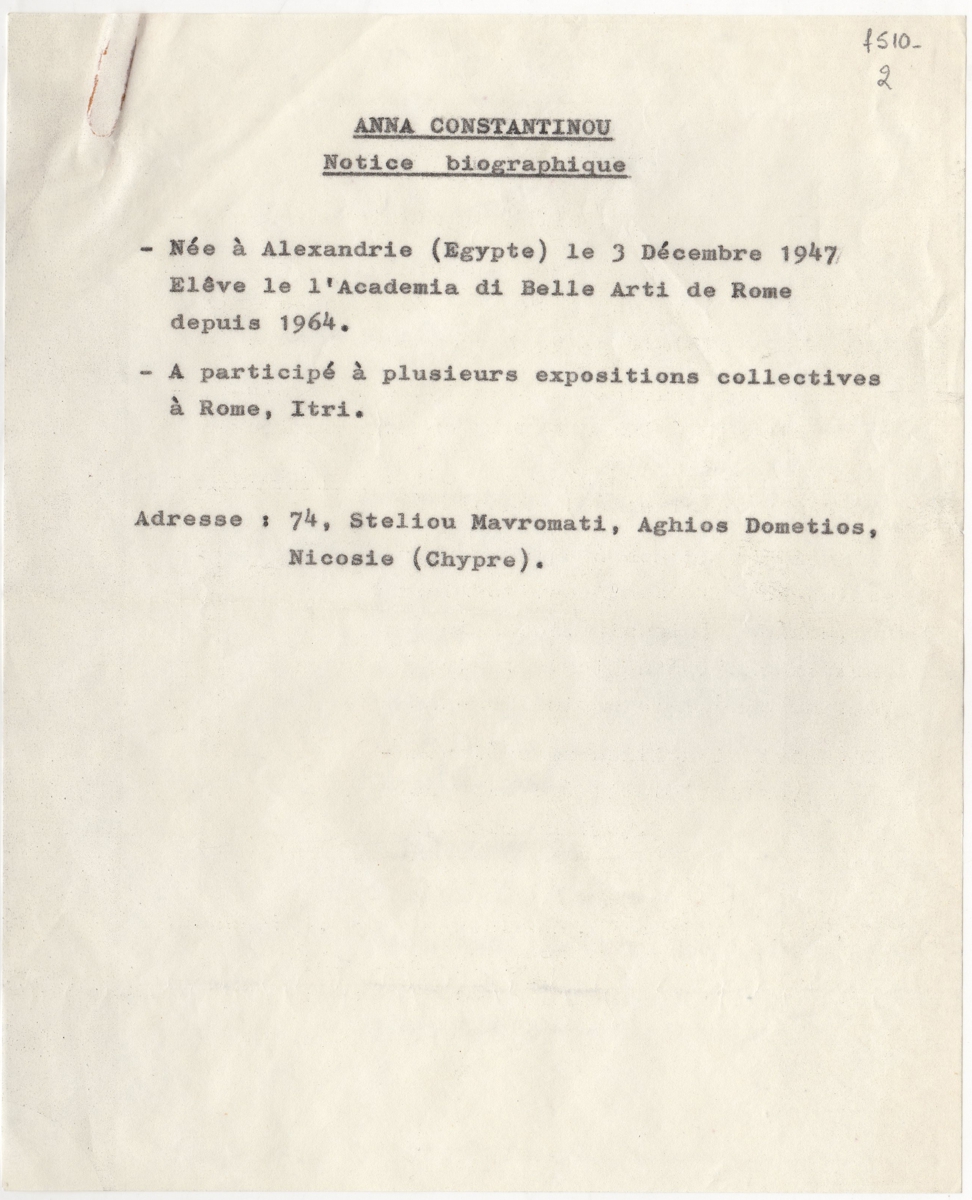 f510-
2
ANNA CONSTANTINOU
Notice biographique
- Née à Alexandrie (Egypte) le 3 Décembre 1947
Elêve le l'Academia di Belle Arti de Rome
depuis 1964.
- A participé à plusieurs expositions collectives
à Rome, Itri.
Adresse : 74, Steliou Mavromati, Aghios Dometios,
Nicosie (Chypre).